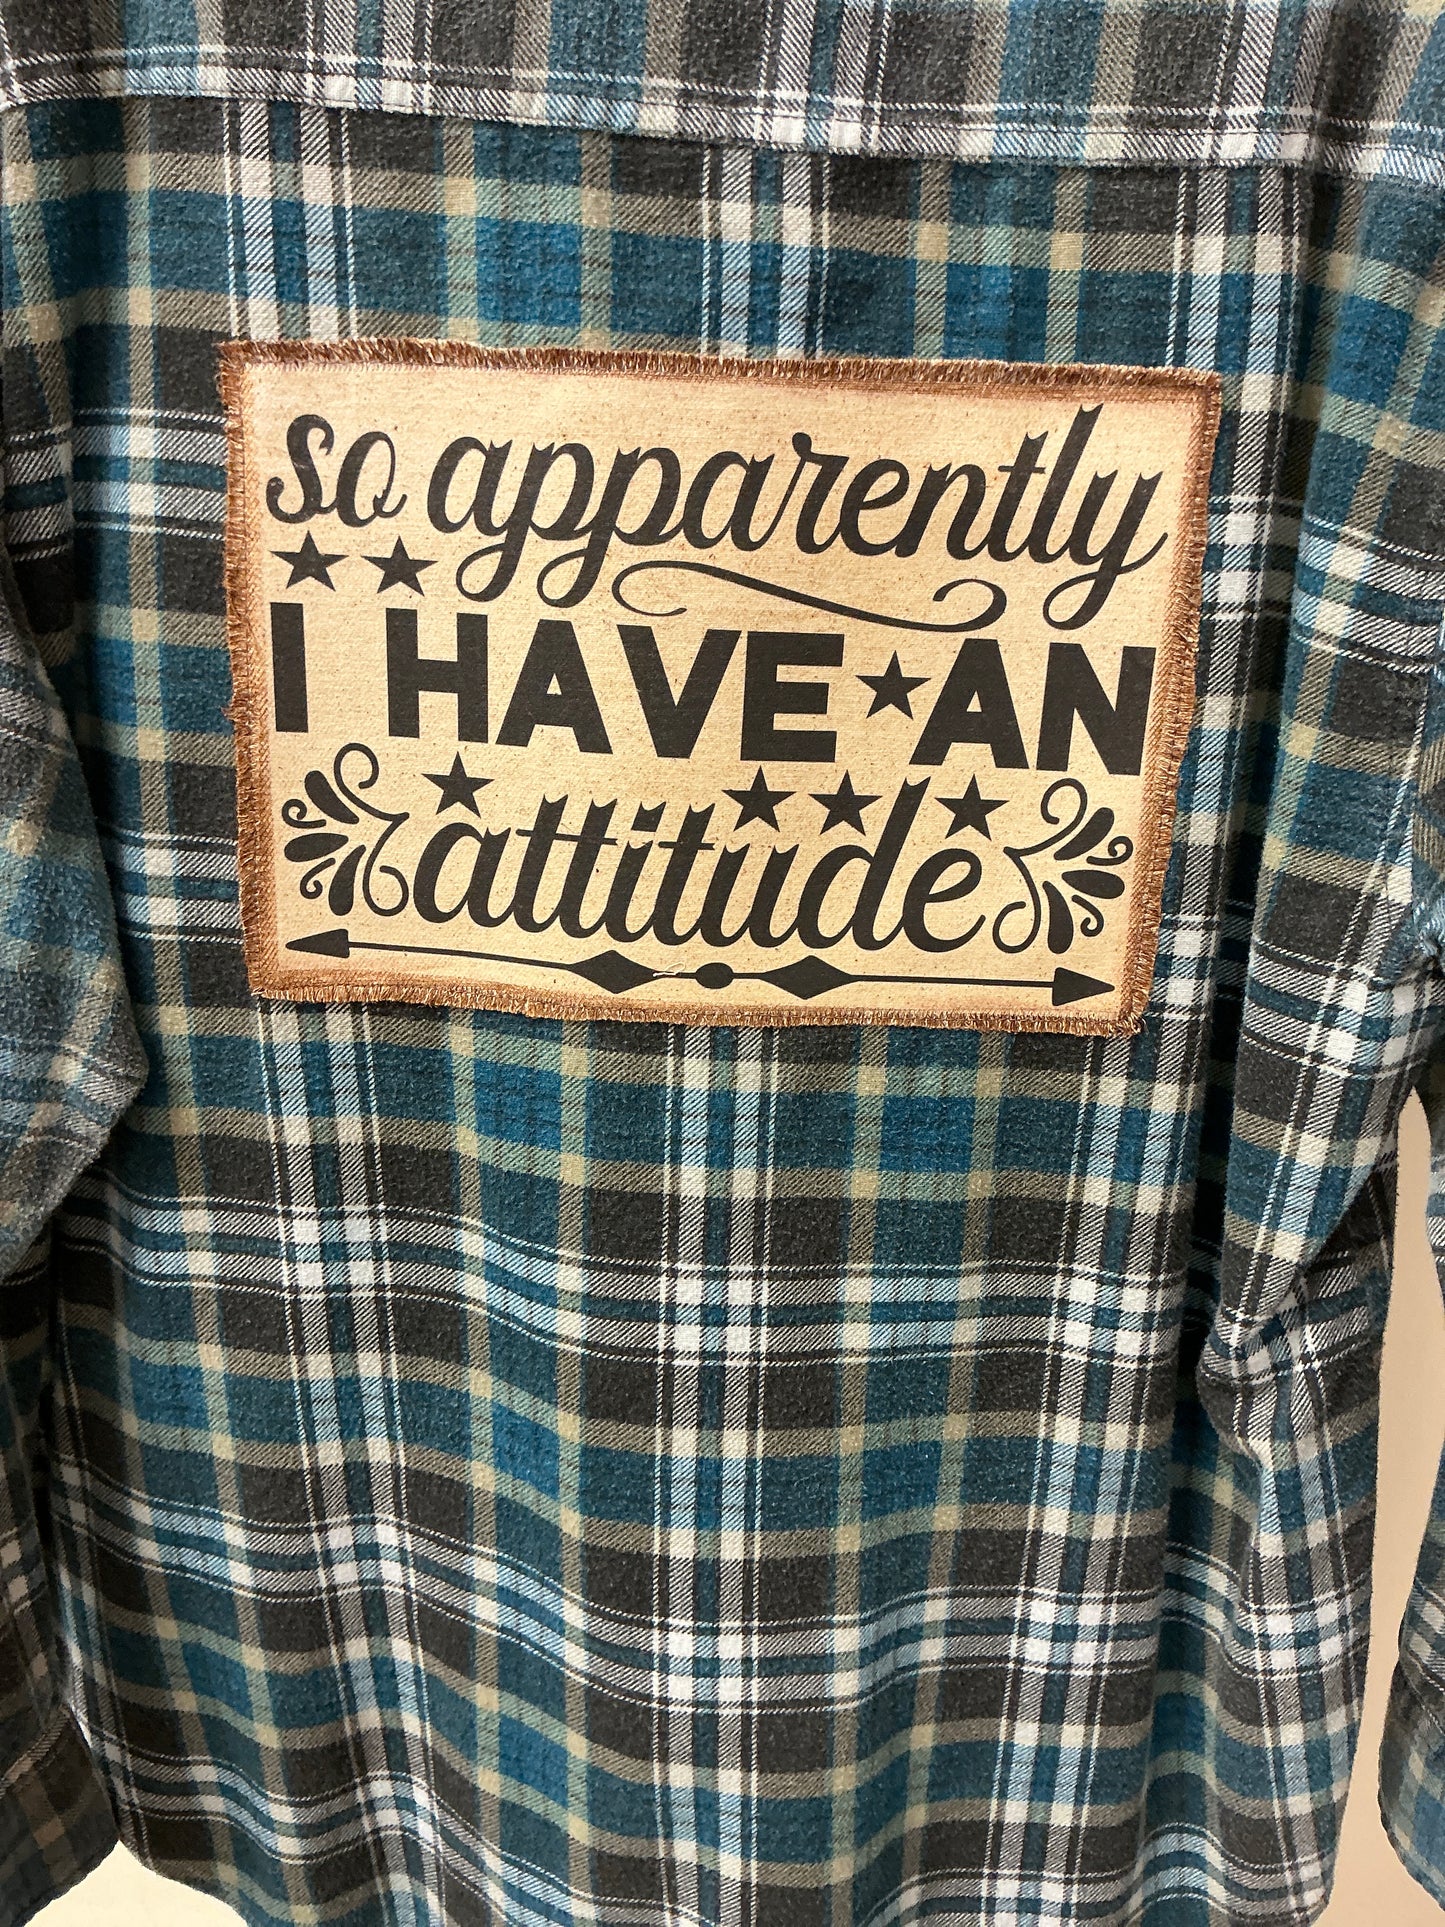 so apparently
I HAVE AN
attitude